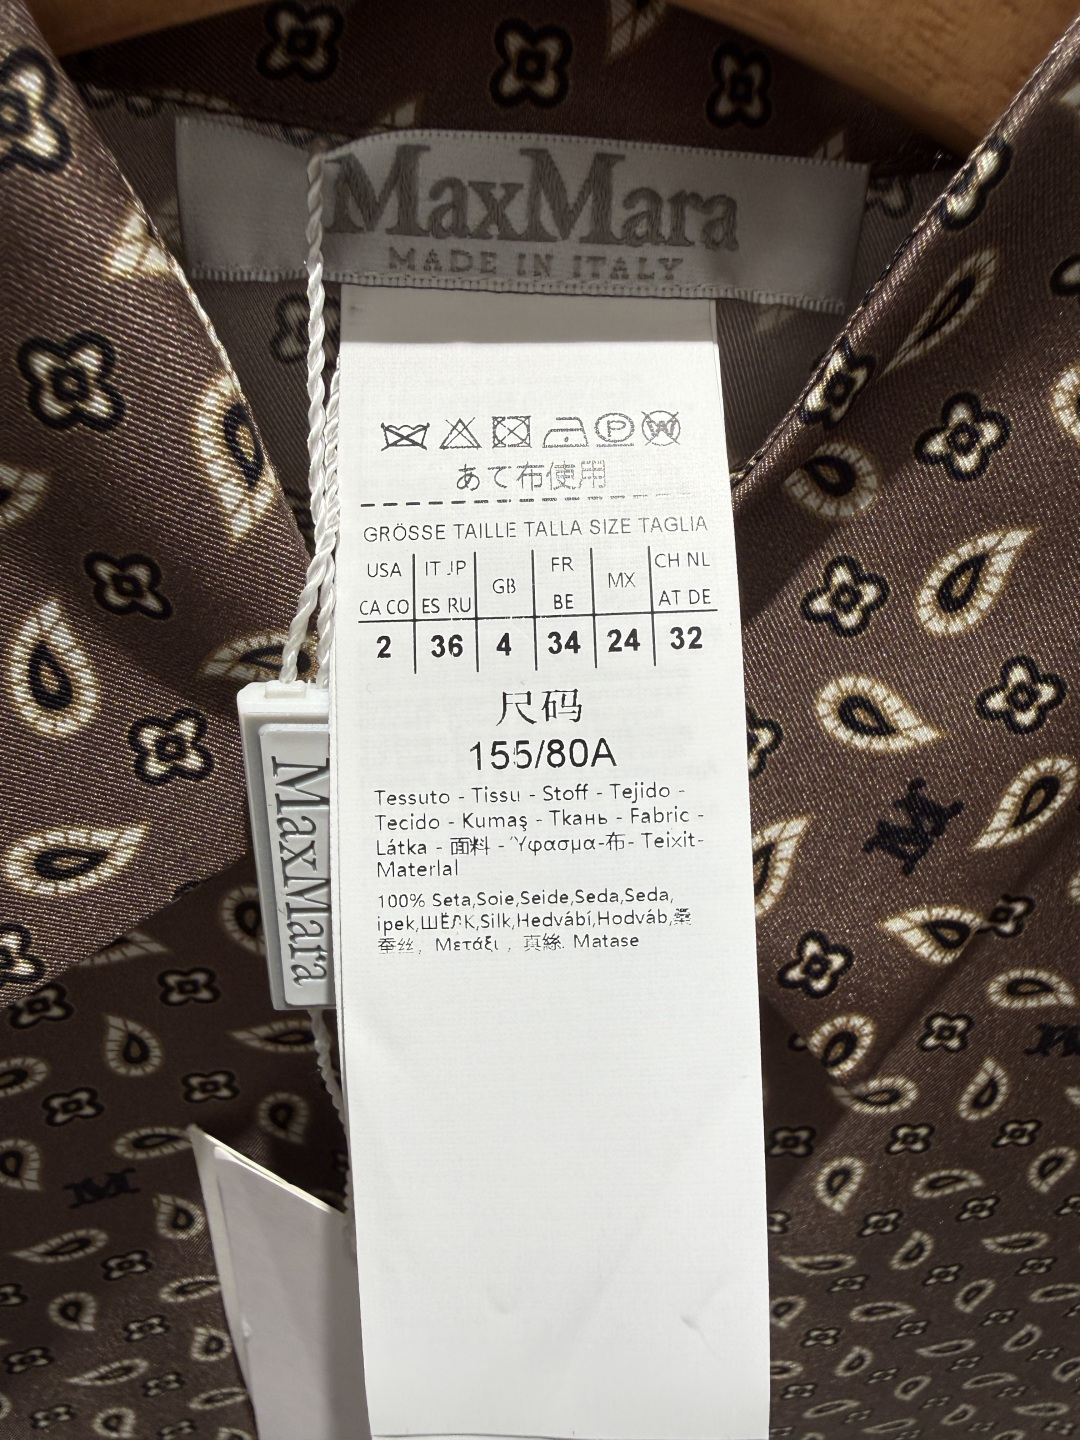 MaxMara
MADE IN ITALY
P W
あて布使用
GRÖSSE TAILLE TALLA SIZE TAGLIA
USA IT JP GB FR MX CH NL
CA CO ES RU BE AT DE
2 36 4 34 24 32
尺码
155/80A
Tessuto - Tissu - Stoff - Tejido -
Tecido - Kumaş - Ткань - Fabric -
Látka - 面料 - Ύφασμα-布- Teixit-
Materlal
100% Seta,Soie,Seide,Seda,Seda,
ipek,ШЁЛК,Silk,Hedvábí,Hodváb,桑
蚕丝, Μετάξι , 真絲. Matase
MaxMara
M
M
M